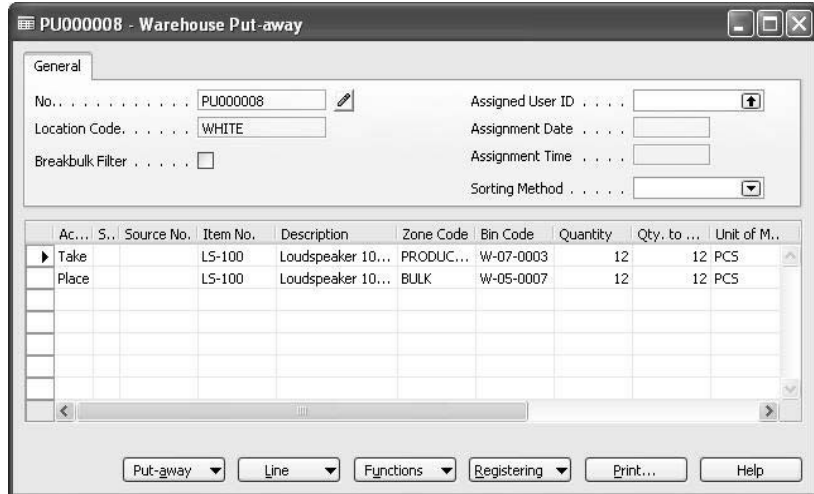 PU000008 - Warehouse Put-away
General
No. . . . . . . . . . . . PU000008
Location Code. . . . . . WHITE
Breakbulk Filter . . . . .
Assigned User ID . . . .
Assignment Date . . . .
Assignment Time . . . .
Sorting Method . . . . .
Ac... S.. Source No. Item No. Description Zone Code Bin Code Quantity Qty. to ... Unit of M..
Take LS-100 Loudspeaker 10... PRODUC... W-07-0003 12 12 PCS
Place LS-100 Loudspeaker 10... BULK W-05-0007 12 12 PCS
Put-away Line Functions Registering Print... Help